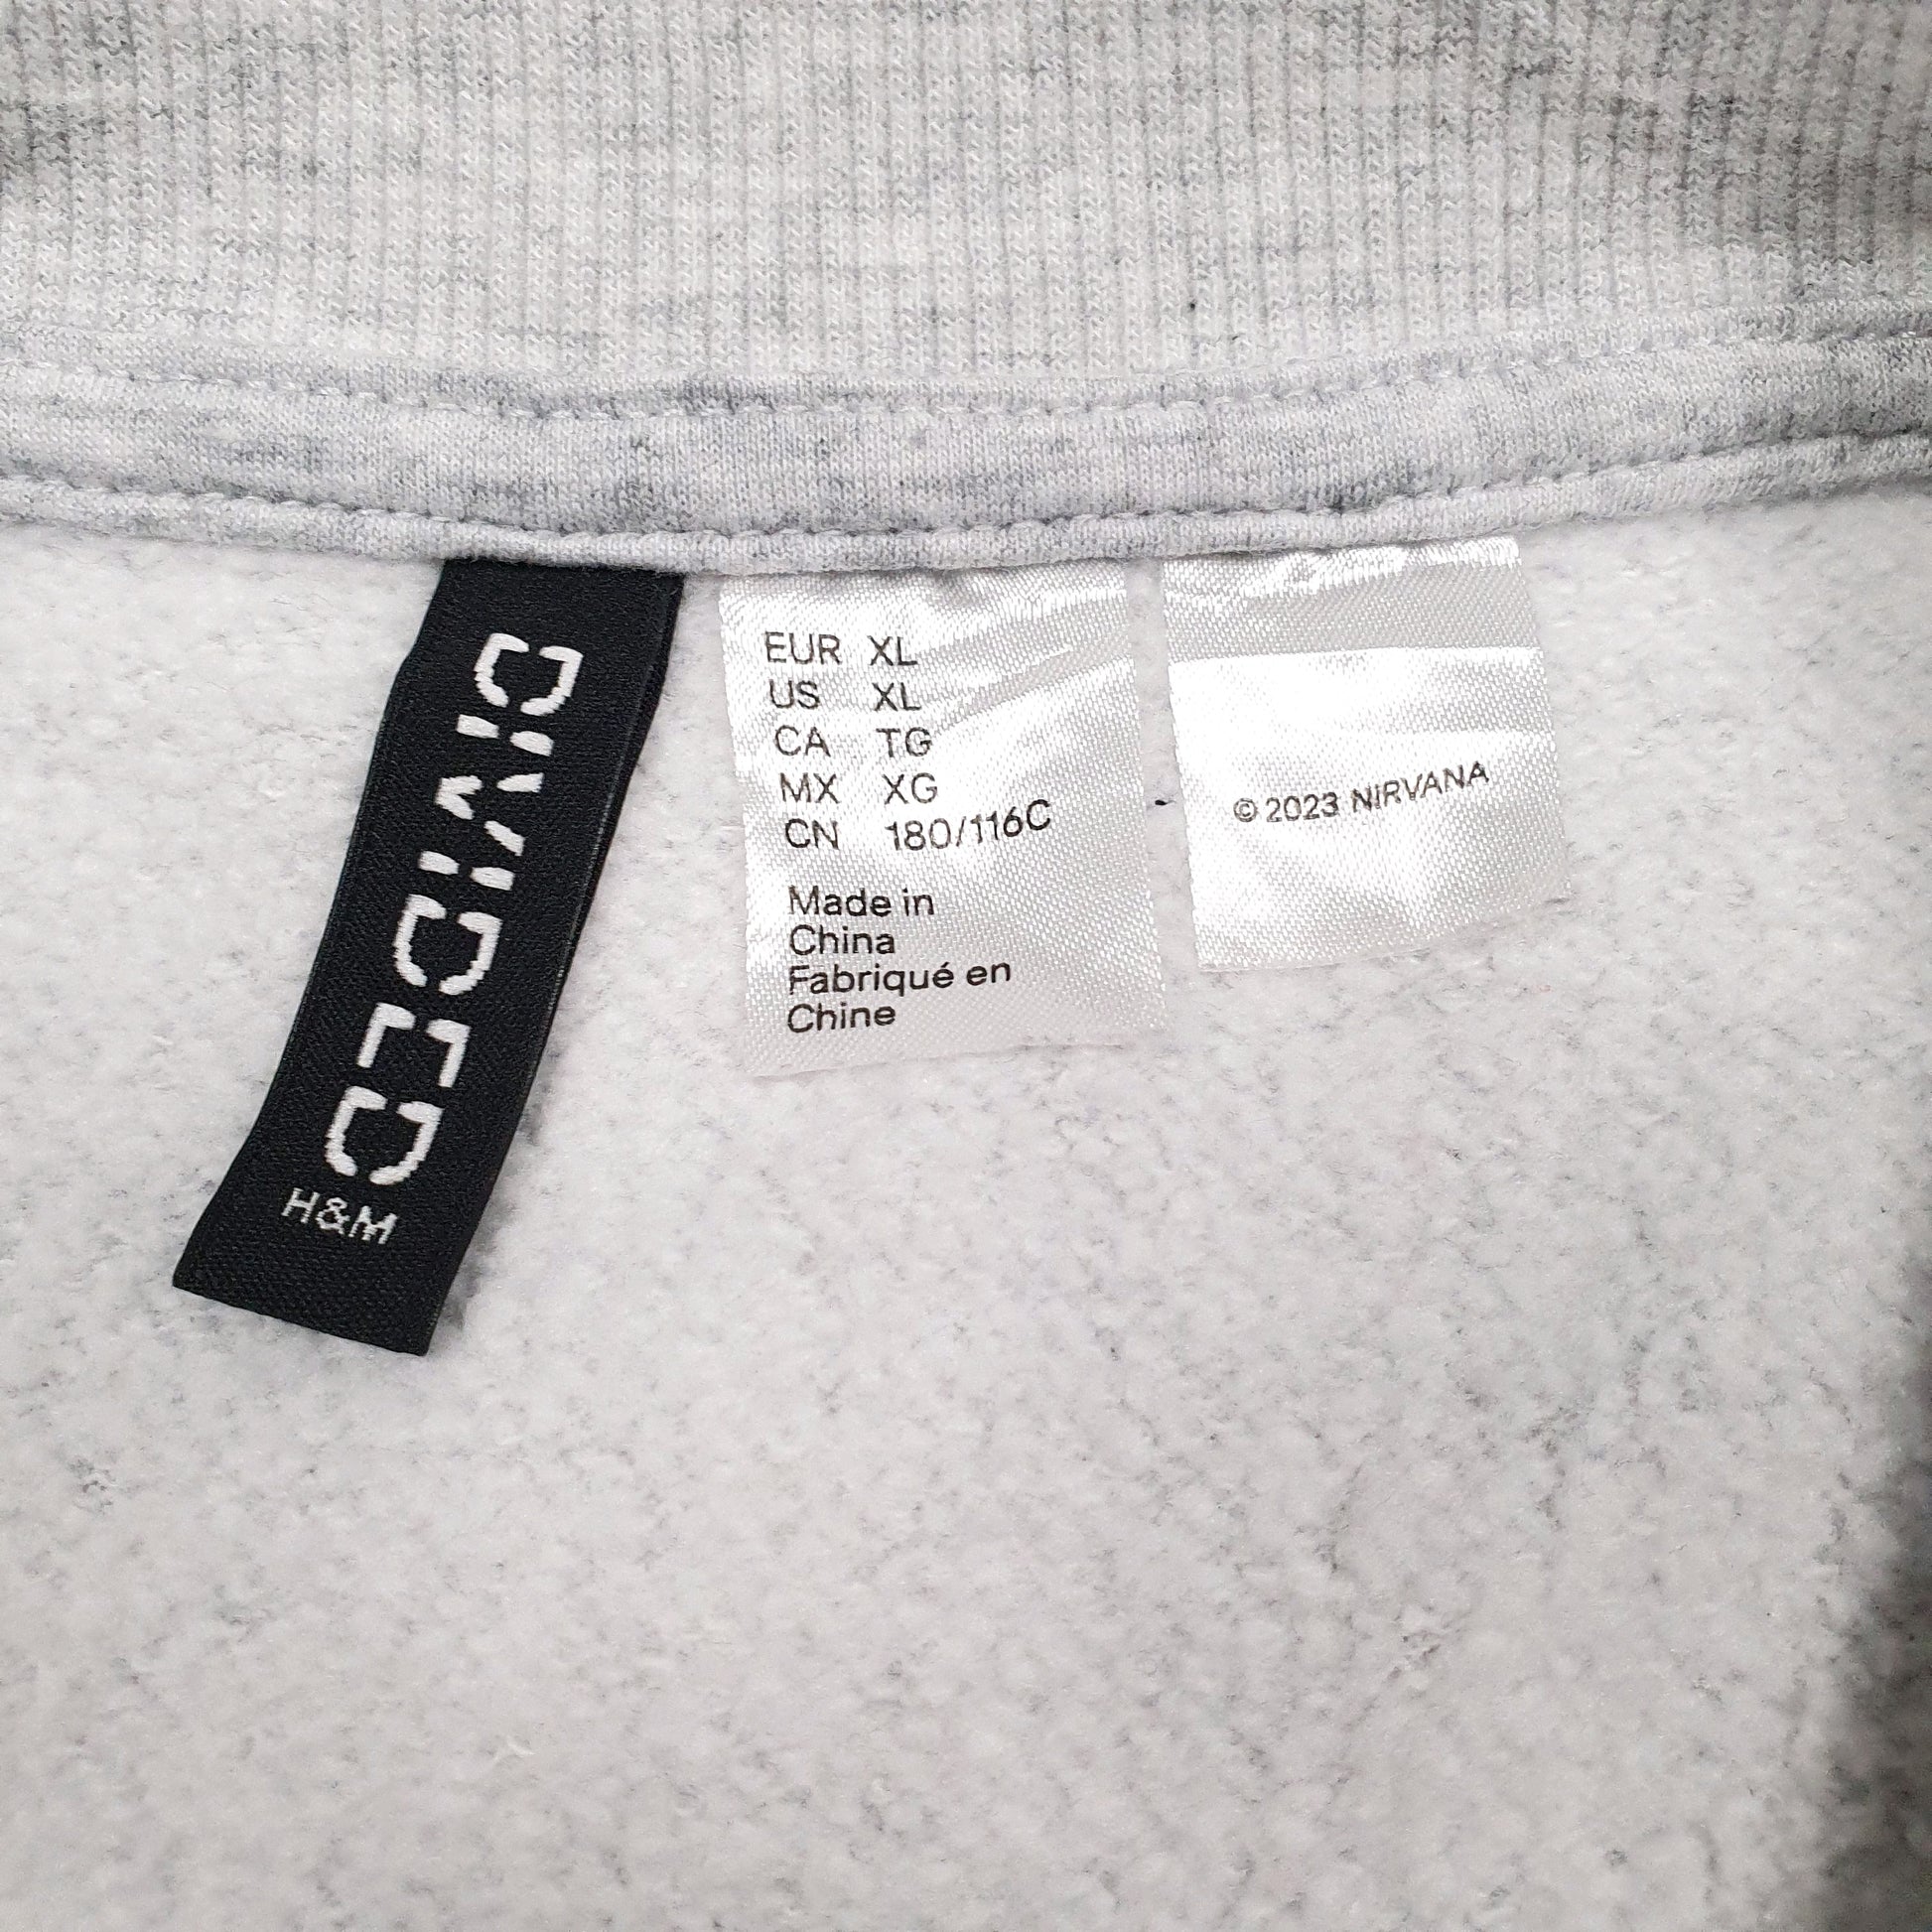 DIVIDED
H&M
EUR XL
US XL
CA TG
MX XG
CN 180/116C
Made in
China
Fabriqué en
Chine
© 2023 NIRVANA